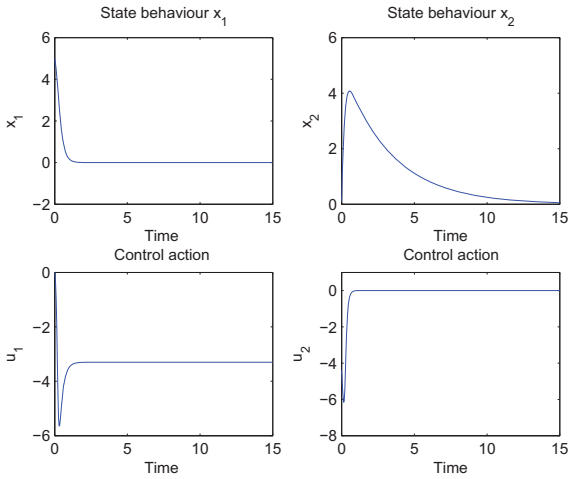 State behaviour x₁
6
4
2
0
−2
x₁
0 5 10 15
Time
State behaviour x₂
6
4
2
0
x₂
0 5 10 15
Time
Control action
0
−2
−4
−6
u₁
0 5 10 15
Time
Control action
0
−2
−4
−6
−8
u₂
0 5 10 15
Time